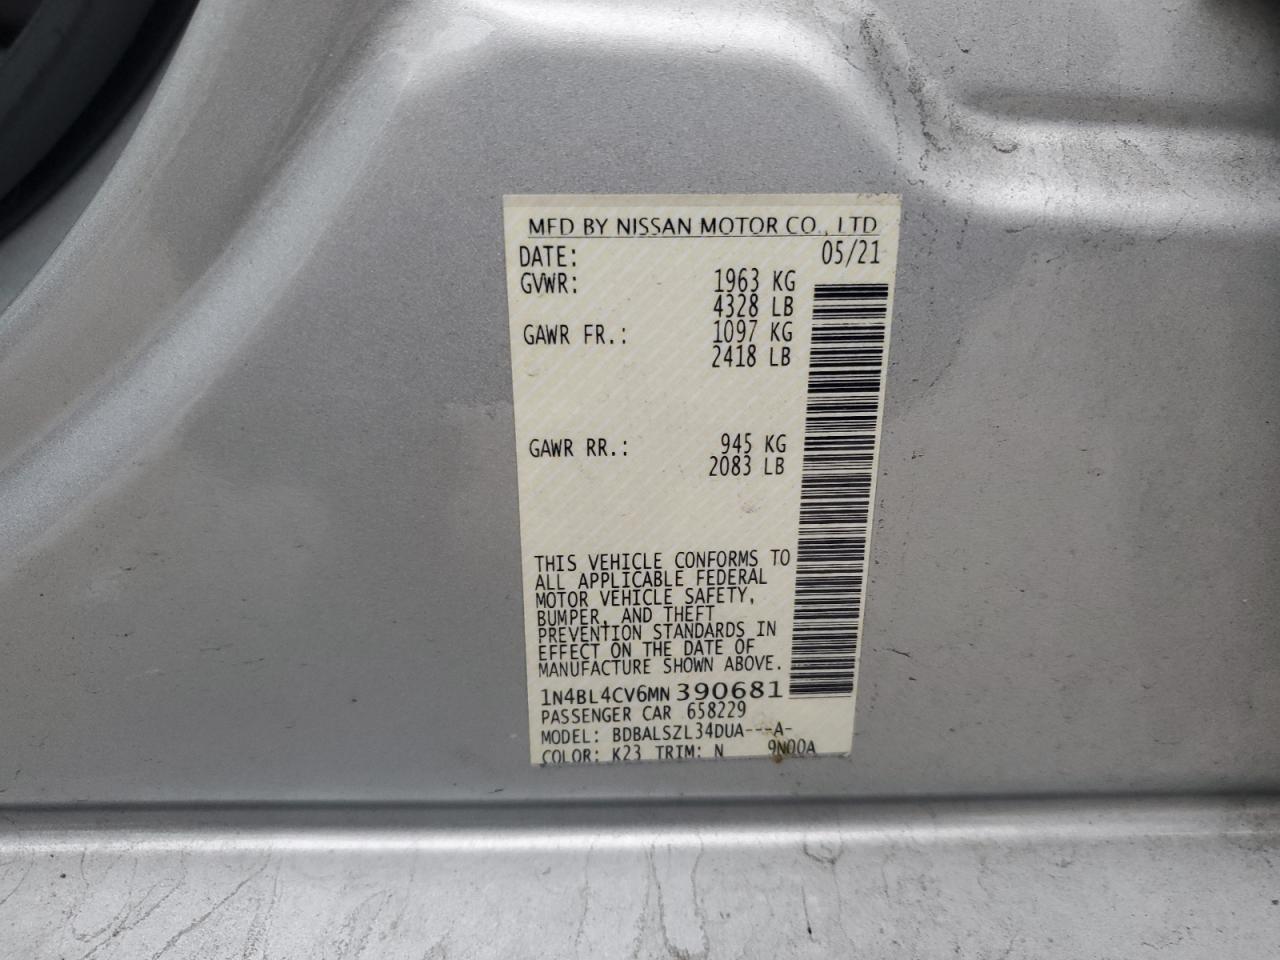 MFD BY NISSAN MOTOR CO., LTD
DATE: 05/21
GVWR: 1963 KG
4328 LB
GAWR FR.: 1097 KG
2418 LB
GAWR RR.: 945 KG
2083 LB
THIS VEHICLE CONFORMS TO
ALL APPLICABLE FEDERAL
MOTOR VEHICLE SAFETY,
BUMPER, AND THEFT
PREVENTION STANDARDS IN
EFFECT ON THE DATE OF
MANUFACTURE SHOWN ABOVE.
1N4BL4CV6MN390681
PASSENGER CAR 658229
MODEL: BDBALSZL34DUA---A-
COLOR: K23 TRIM: N 9N00A